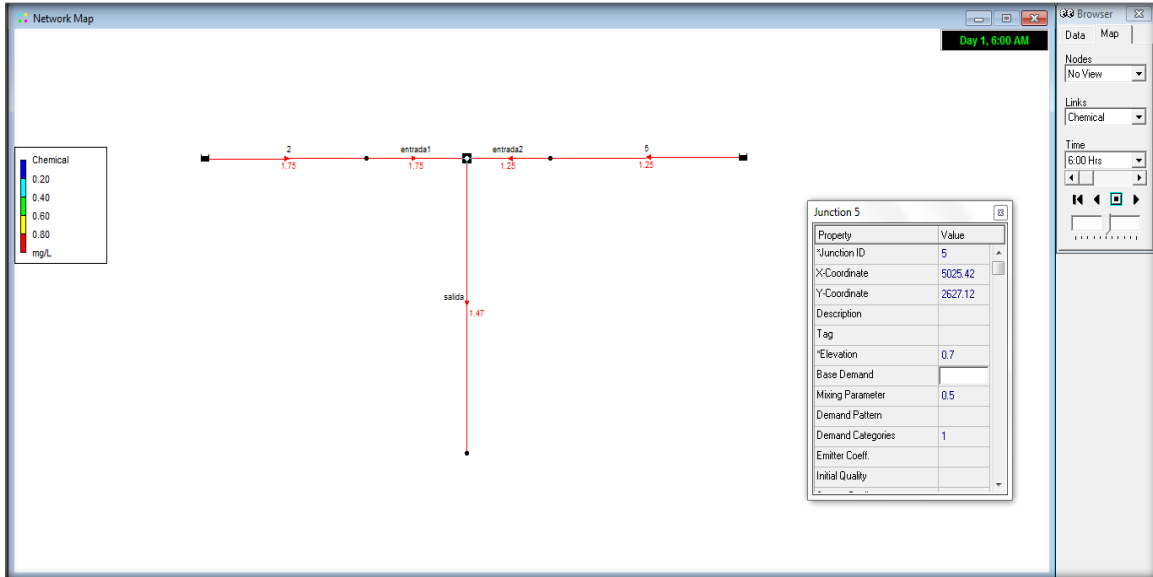 Network Map
Day 1, 6:00 AM
Browser
Data Map
Nodes
No View
Links
Chemical
Time
6:00 Hrs
2 entrada1 entrada2 5
1.75 1.75 1.25 1.25
Chemical
0.20
0.40
0.60
0.80
mg/L
salida
1.47
Junction 5
Property Value
*Junction ID 5
X-Coordinate 5025.42
Y-Coordinate 2627.12
Description
Tag
*Elevation 0.7
Base Demand
Mixing Parameter 0.5
Demand Pattern
Demand Categories 1
Emitter Coeff.
Initial Quality